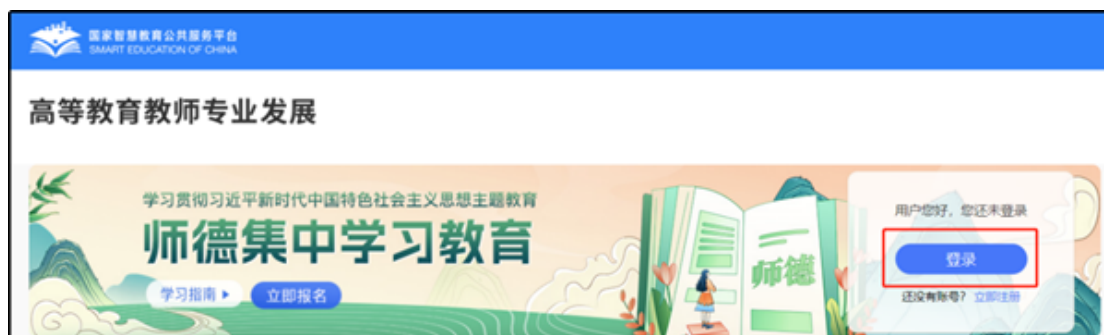 国家智慧教育公共服务平台
SMART EDUCATION OF CHINA
高等教育教师专业发展
学习贯彻习近平新时代中国特色社会主义思想主题教育
师德集中学习教育
学习指南
立即报名
师德
用户您好，您还未登录
登录
还没有账号？ 立即注册